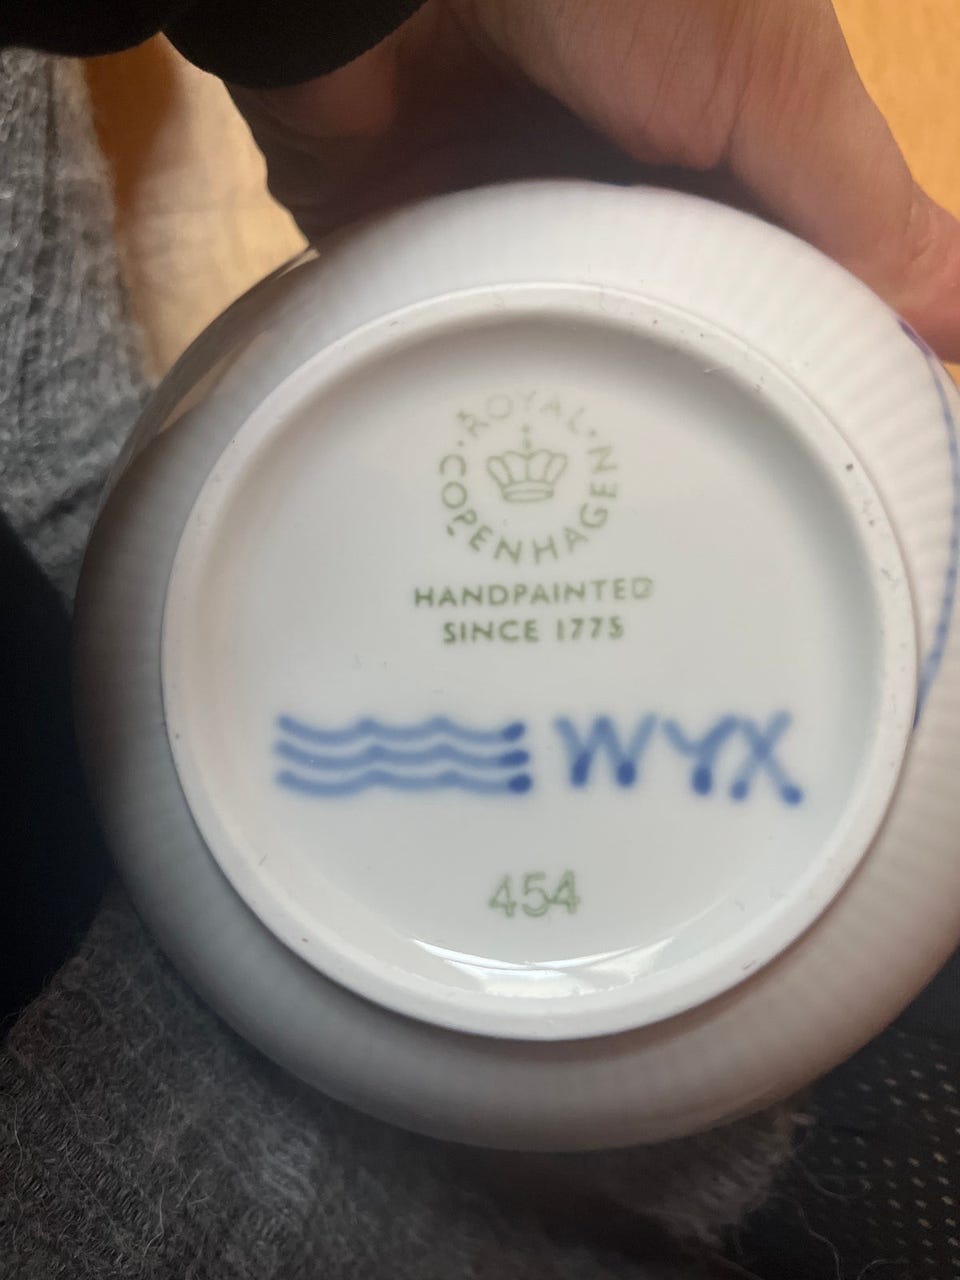 ROYAL
COPENHAGEN
HANDPAINTED
SINCE 1775
WYX
454